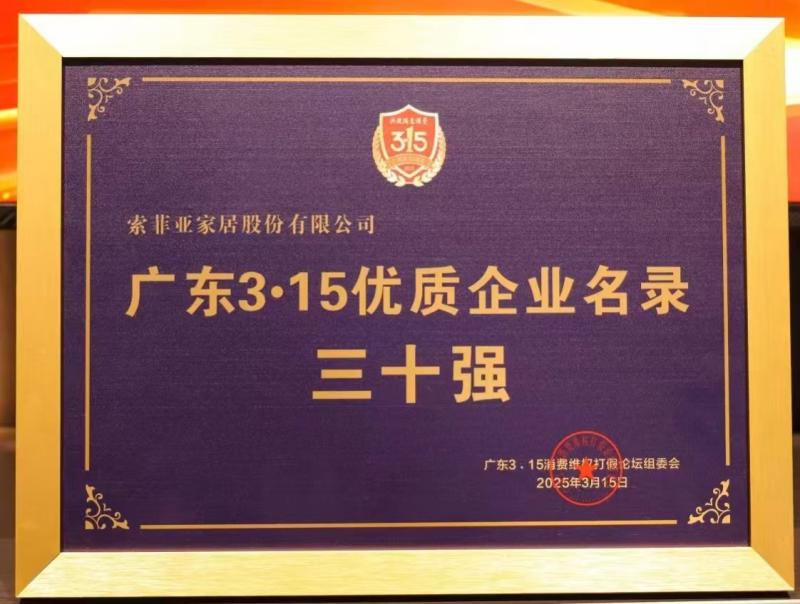 315
索菲亚家居股份有限公司
广东3·15优质企业名录
三十强
广东3．15消费维权打假论坛组委会
2025年3月15日